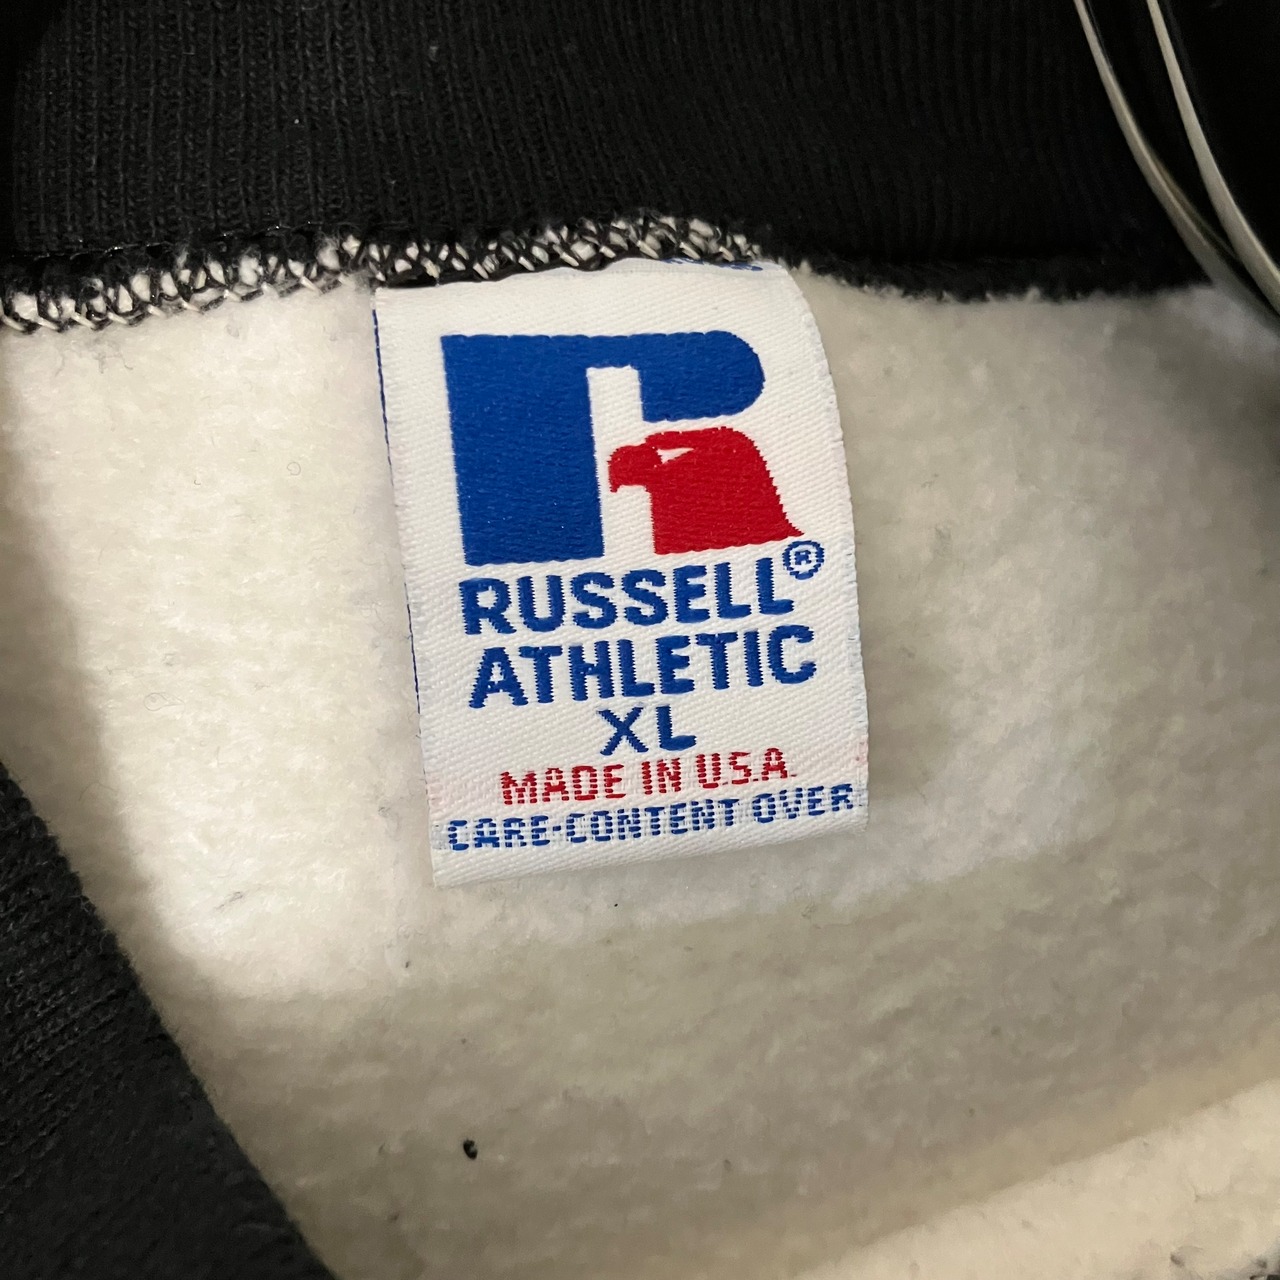 RUSSELL®
ATHLETIC
XL
MADE IN U.S.A.
CARE-CONTENT OVER